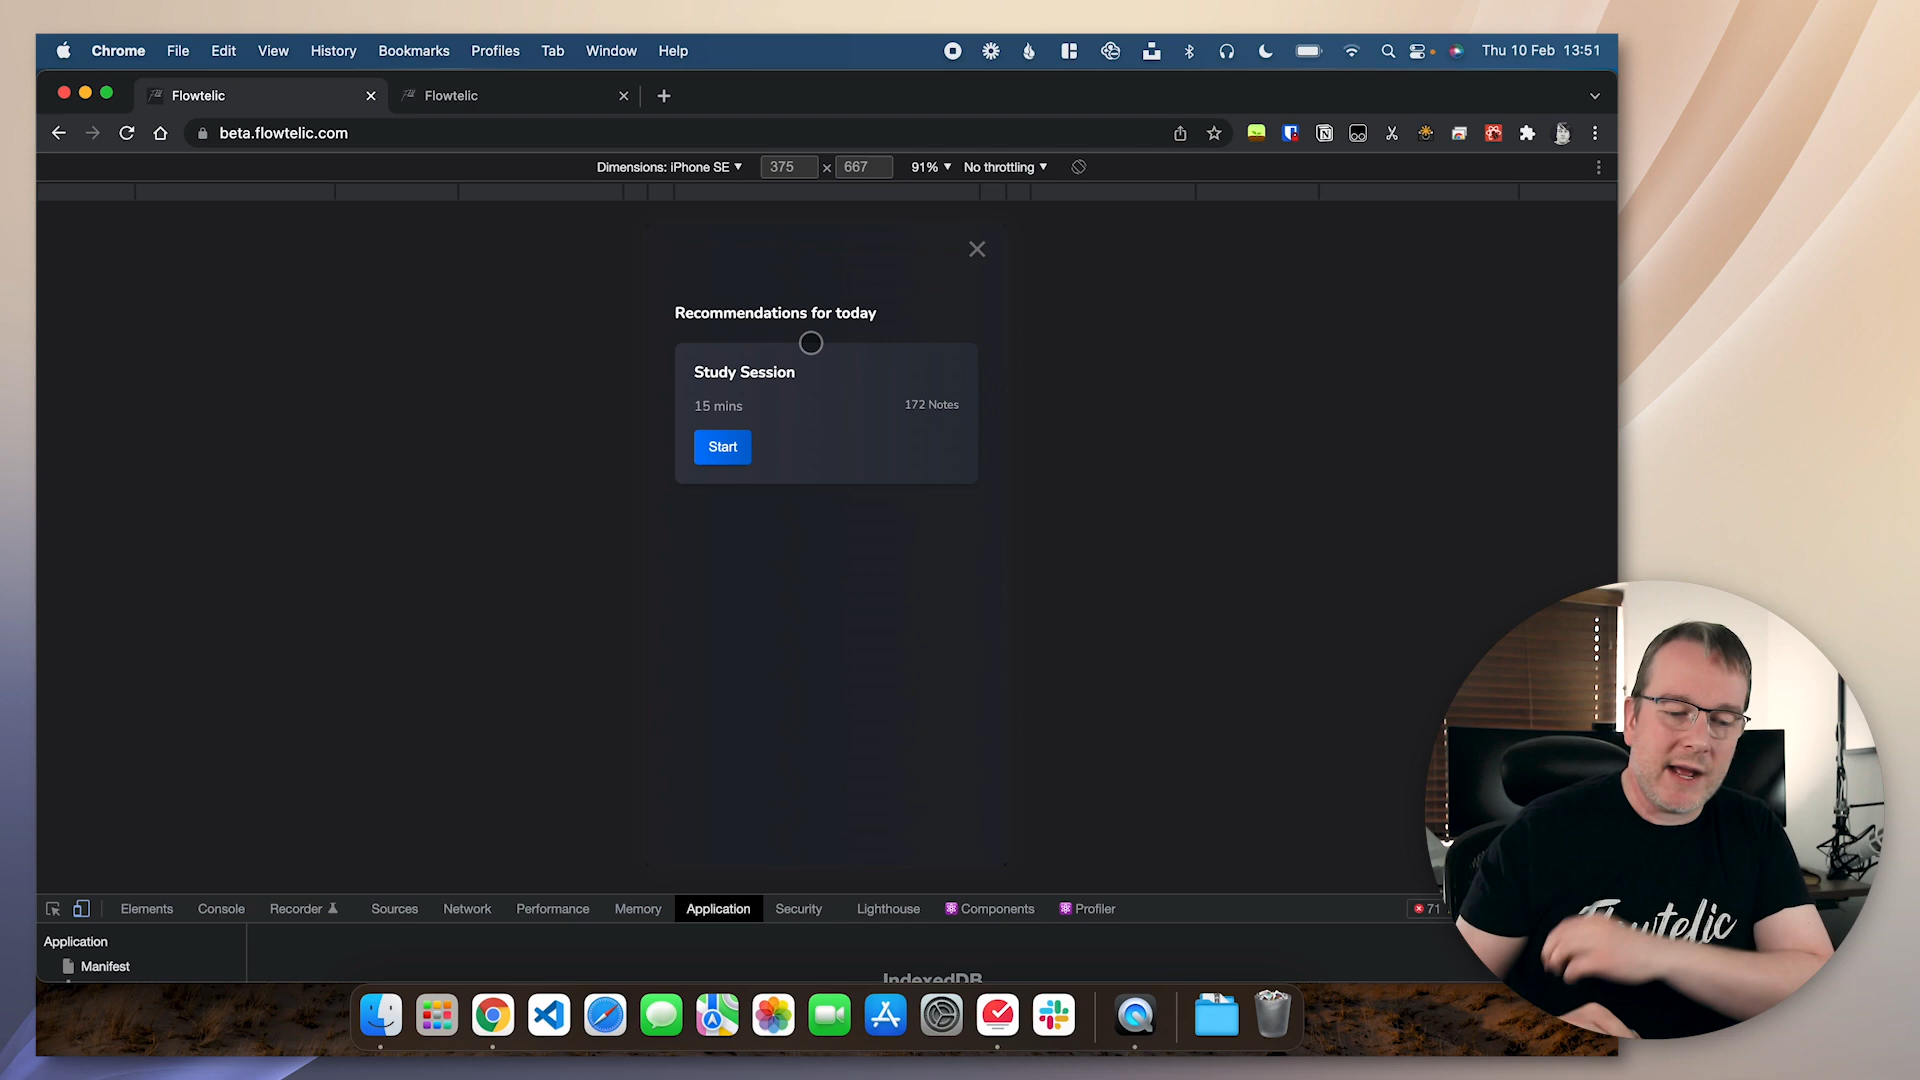 Chrome File Edit View History Bookmarks Profiles Tab Window Help Thu 10 Feb 13:51
Flowtelic Flowtelic
beta.flowtelic.com
Dimensions: iPhone SE 375 x 667 91% No throttling
Recommendations for today
Study Session
15 mins 172 Notes
Start
Elements Console Recorder Sources Network Performance Memory Application Security Lighthouse Components Profiler 71
Application
Manifest
IndexedDB
Flowtelic